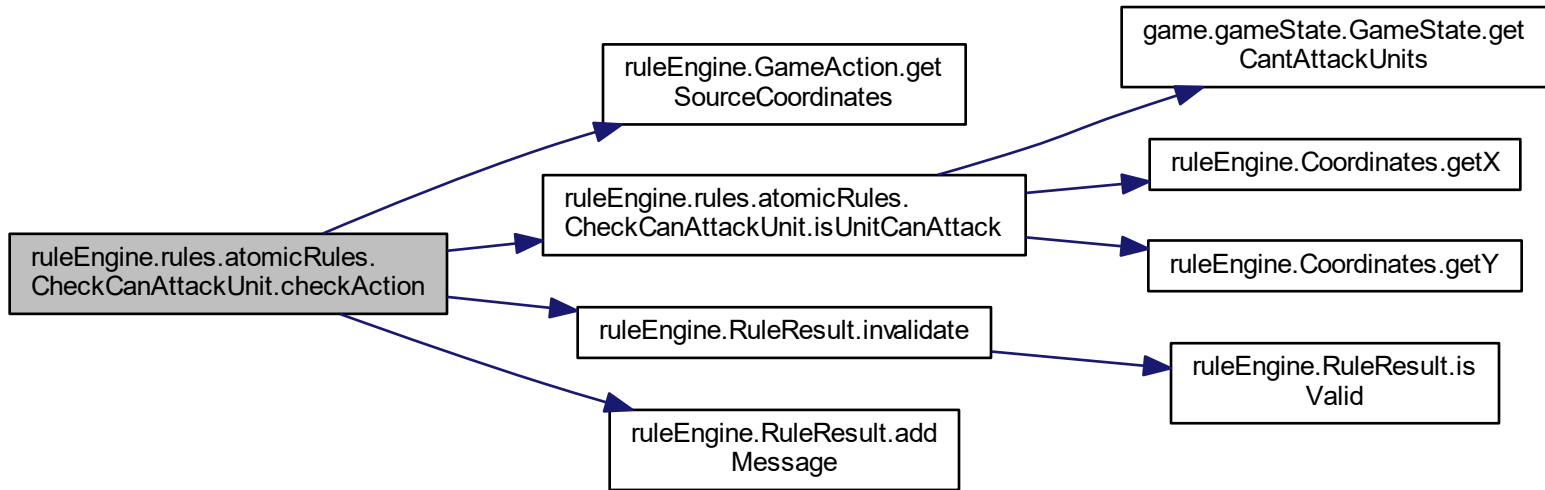 ruleEngine.rules.atomicRules.
CheckCanAttackUnit.checkAction
ruleEngine.GameAction.get
SourceCoordinates
ruleEngine.rules.atomicRules.
CheckCanAttackUnit.isUnitCanAttack
ruleEngine.RuleResult.invalidate
ruleEngine.RuleResult.add
Message
game.gameState.GameState.get
CantAttackUnits
ruleEngine.Coordinates.getX
ruleEngine.Coordinates.getY
ruleEngine.RuleResult.is
Valid